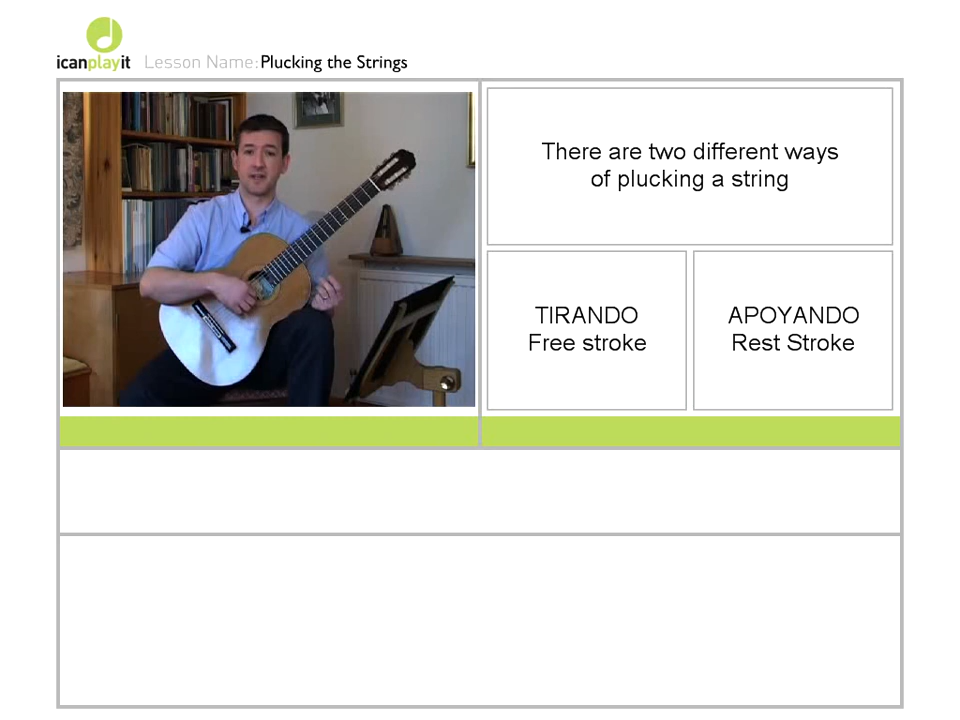 icanplayit
Lesson Name: Plucking the Strings
There are two different ways
of plucking a string
TIRANDO
Free stroke
APOYANDO
Rest Stroke